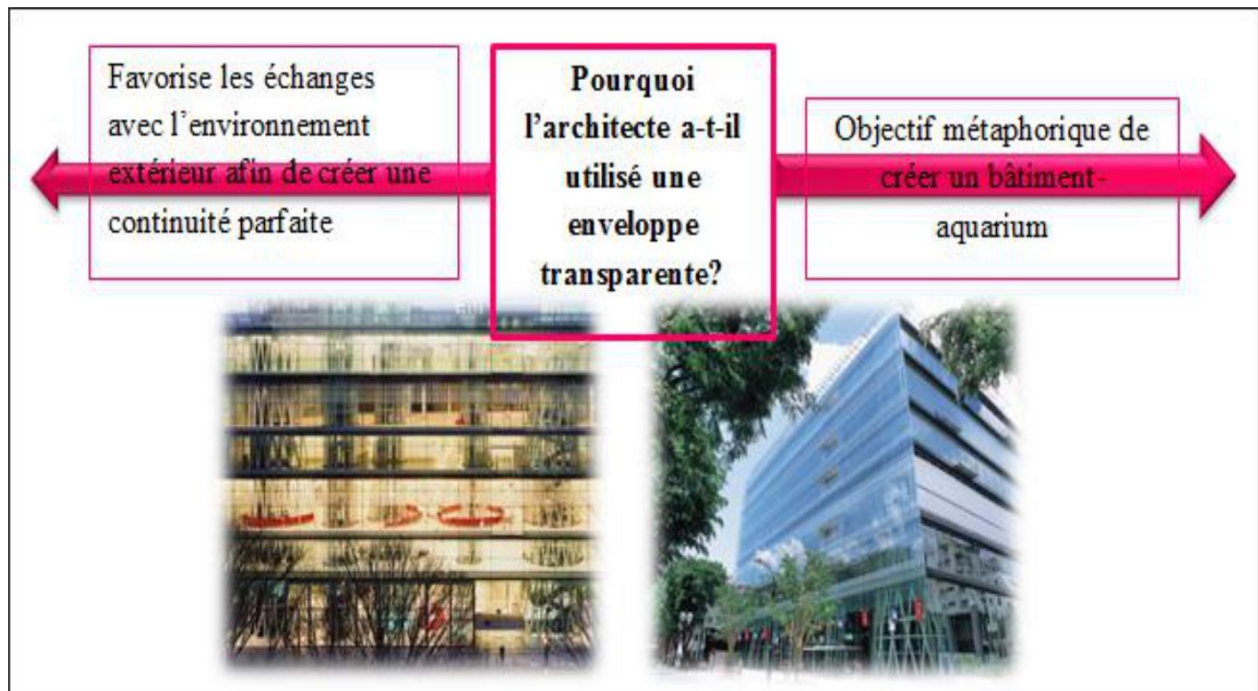 Favorise les échanges
avec l'environnement
extérieur afin de créer une
continuité parfaite
Pourquoi
l'architecte a-t-il
utilisé une
enveloppe
transparente?
Objectif métaphorique de
créer un bâtiment-
aquarium